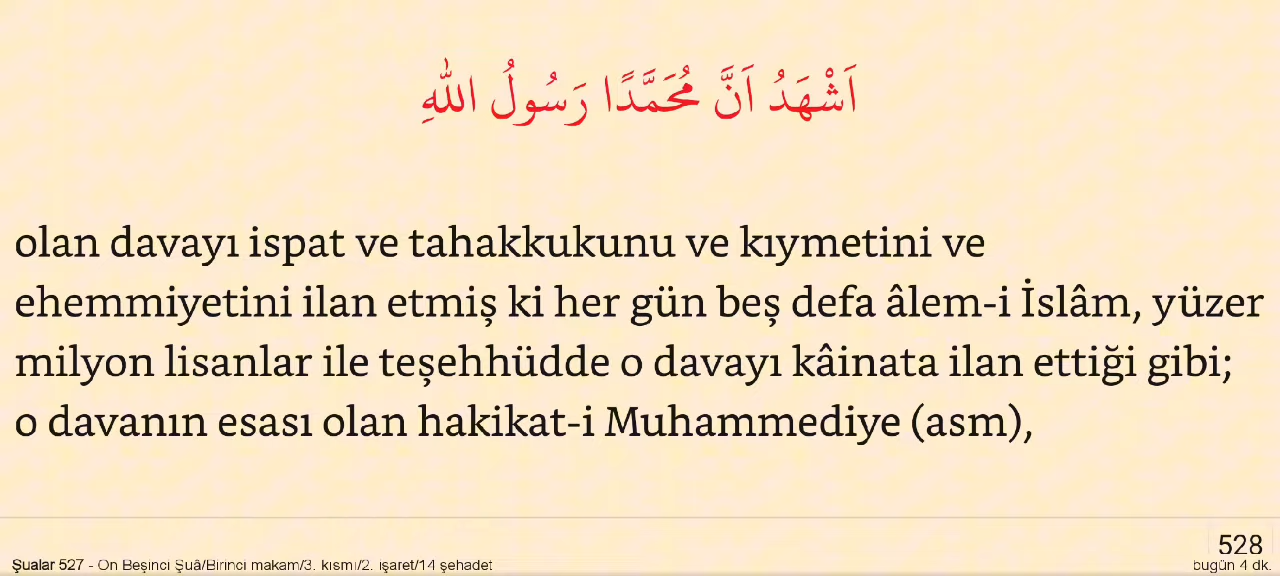 اَشْهَدُ اَنَّ مُحَمَّدًا رَسُولُ اللّٰهِ
olan davayı ispat ve tahakkukunu ve kıymetini ve
ehemmiyetini ilan etmiş ki her gün beş defa âlem-i İslâm, yüzer
milyon lisanlar ile teşehhüdde o davayı kâinata ilan ettiği gibi;
o davanın esası olan hakikat-i Muhammediye (asm),
528
Şualar 527 - On Beşinci Şuâ/Birinci makam/3. kısmı/2. işaret/14 şehadet
bugün 4 dk.